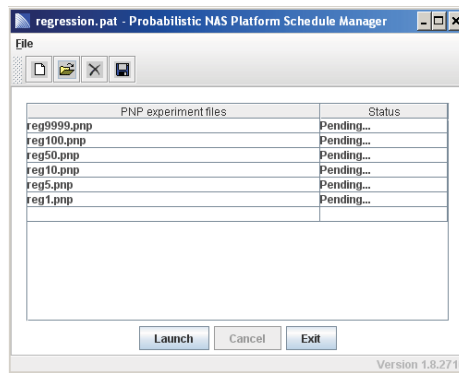 regression.pat - Probabilistic NAS Platform Schedule Manager
File
PNP experiment files Status
reg9999.pnp Pending...
reg100.pnp Pending...
reg50.pnp Pending...
reg10.pnp Pending...
reg5.pnp Pending...
reg1.pnp Pending...
Launch Cancel Exit
Version 1.8.271